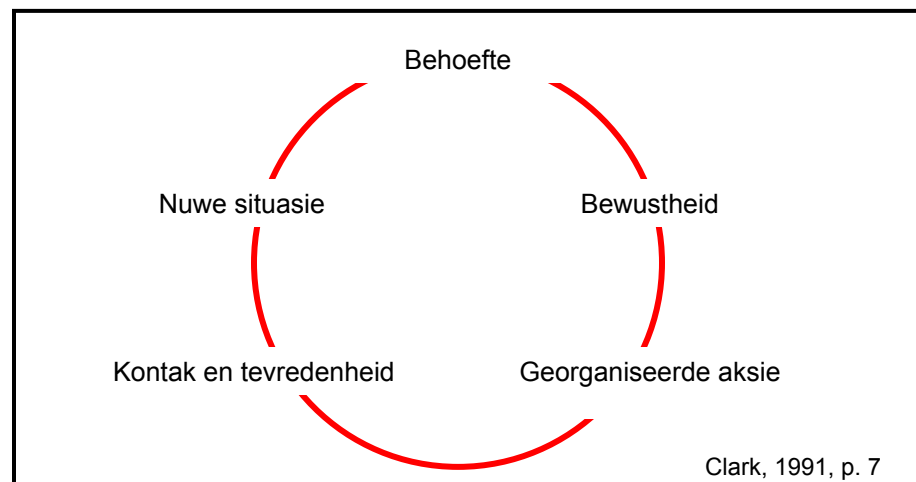 Behoefte
Nuwe situasie
Bewustheid
Kontak en tevredenheid
Georganiseerde aksie
Clark, 1991, p. 7